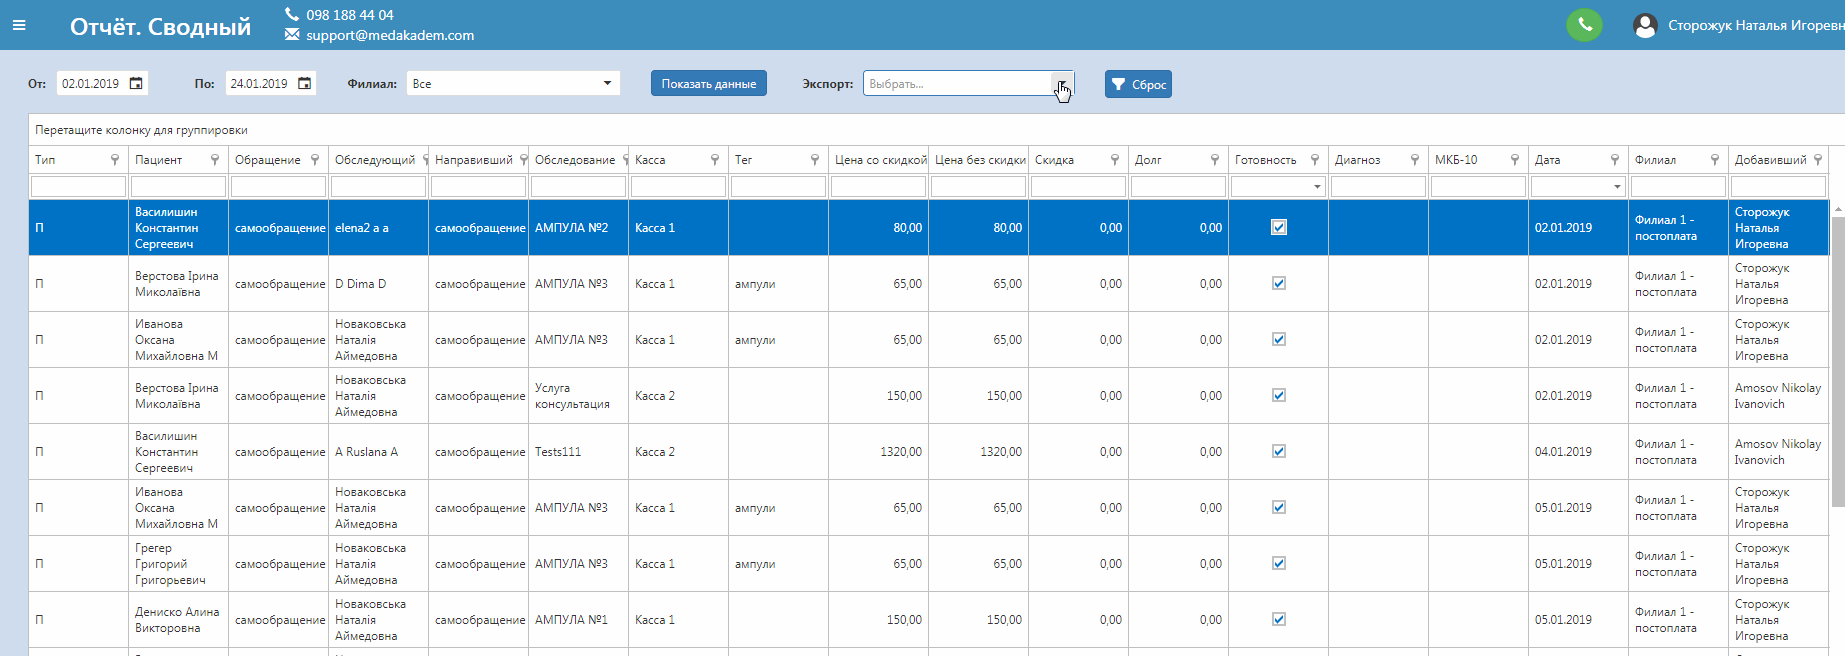 Отчёт. Сводный
098 188 44 04
support@medakadem.com
Сторожук Наталья Игоревн
От: 02.01.2019 По: 24.01.2019 Филиал: Все Показать данные Экспорт: Выбрать... Сброс
Перетащите колонку для группировки
Тип Пациент Обращение Обследующий Направивший Обследование Касса Тег Цена со скидкой Цена без скидки Скидка Долг Готовность Диагноз МКБ-10 Дата Филиал Добавивший
П Василишин Константин Сергеевич самообращение elena2 a a самообращение АМПУЛА №2 Касса 1 80,00 80,00 0,00 0,00 02.01.2019 Филиал 1 - постоплата Сторожук Наталья Игоревна
П Верстова Ірина Миколаївна самообращение D Dima D самообращение АМПУЛА №3 Касса 1 ампули 65,00 65,00 0,00 0,00 02.01.2019 Филиал 1 - постоплата Сторожук Наталья Игоревна
П Иванова Оксана Михайловна М самообращение Новаковська Наталія Аймедовна самообращение АМПУЛА №3 Касса 1 ампули 65,00 65,00 0,00 0,00 02.01.2019 Филиал 1 - постоплата Сторожук Наталья Игоревна
П Верстова Ірина Миколаївна самообращение Новаковська Наталія Аймедовна самообращение Услуга консультация Касса 2 150,00 150,00 0,00 0,00 02.01.2019 Филиал 1 - постоплата Amosov Nikolay Ivanovich
П Василишин Константин Сергеевич самообращение A Ruslana A самообращение Tests111 Касса 2 1320,00 1320,00 0,00 0,00 04.01.2019 Филиал 1 - постоплата Amosov Nikolay Ivanovich
П Иванова Оксана Михайловна М самообращение Новаковська Наталія Аймедовна самообращение АМПУЛА №3 Касса 1 ампули 65,00 65,00 0,00 0,00 05.01.2019 Филиал 1 - постоплата Сторожук Наталья Игоревна
П Грегер Григорий Григорьевич самообращение Новаковська Наталія Аймедовна самообращение АМПУЛА №3 Касса 1 ампули 65,00 65,00 0,00 0,00 05.01.2019 Филиал 1 - постоплата Сторожук Наталья Игоревна
П Дениско Алина Викторовна самообращение Новаковська Наталія Аймедовна самообращение АМПУЛА №1 Касса 1 150,00 150,00 0,00 0,00 05.01.2019 Филиал 1 - постоплата Сторожук Наталья Игоревна